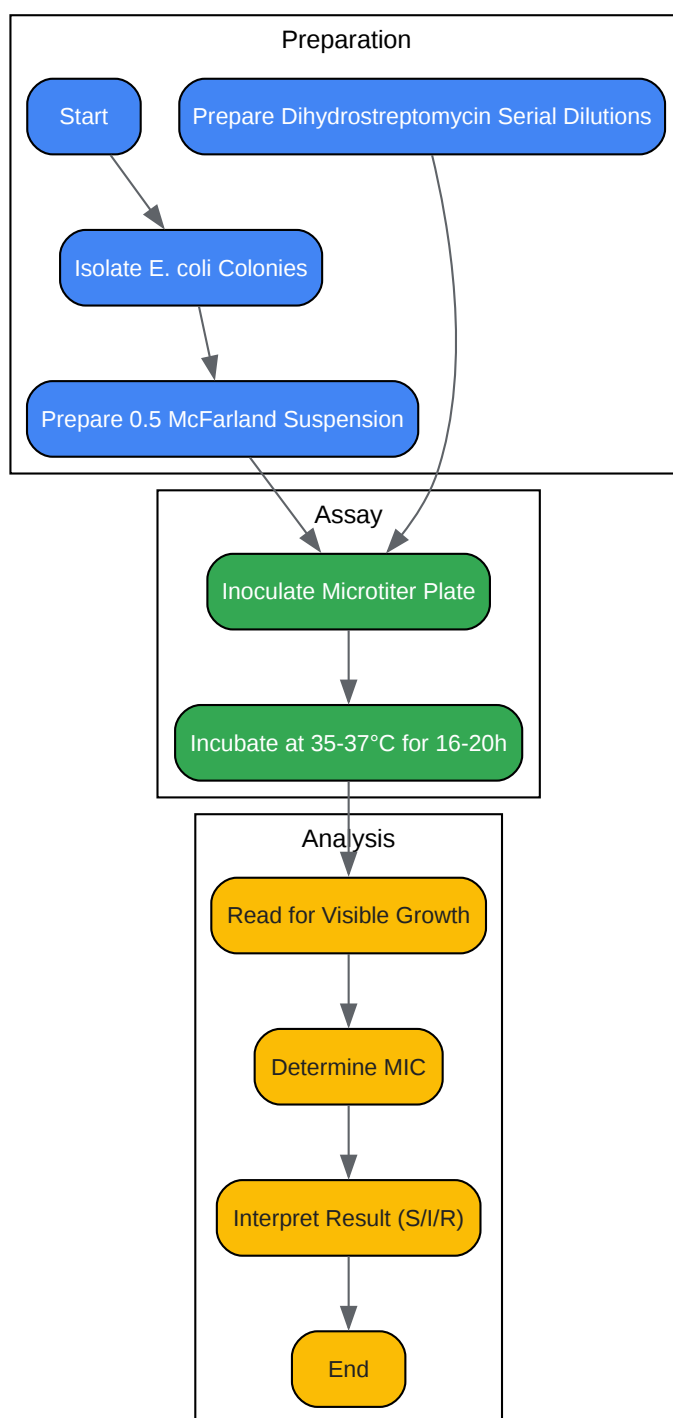 Preparation
Start
Prepare Dihydrostreptomycin Serial Dilutions
Isolate E. coli Colonies
Prepare 0.5 McFarland Suspension
Assay
Inoculate Microtiter Plate
Incubate at 35-37°C for 16-20h
Analysis
Read for Visible Growth
Determine MIC
Interpret Result (S/I/R)
End